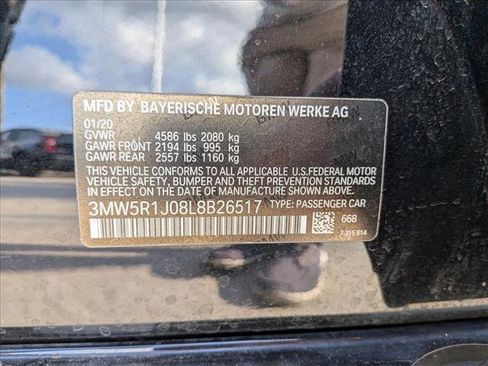 MFD BY BAYERISCHE MOTOREN WERKE AG
01/20
GVWR 4586 lbs 2080 kg
GAWR FRONT 2194 lbs 995 kg
GAWR REAR 2557 lbs 1160 kg
THIS VEHICLE CONFORMS TO ALL APPLICABLE U.S.FEDERAL MOTOR
VEHICLE SAFETY, BUMPER AND THEFT PREVENTION STANDARDS IN
EFFECT ON THE DATE OF MANUFACTURE SHOWN ABOVE.
3MW5R1J08L8B26517 TYPE: PASSENGER CAR
668
7 315 814